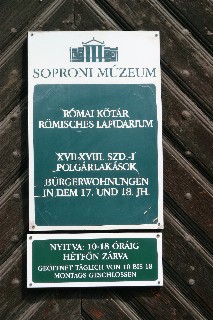 SOPRONI MÚZEUM
RÓMAI KŐTÁR
RÖMISCHES LAPIDARIUM
XVII-XVIII. SZD.-I
POLGÁRLAKÁSOK
BÜRGERWOHNUNGEN
IN DEM 17. UND 18. JH.
NYITVA: 10-18 ÓRÁIG
HÉTFŐN ZÁRVA
GEÖFFNET TÄGLICH VON 10 BIS 18
MONTAGS GESCHLOSSEN